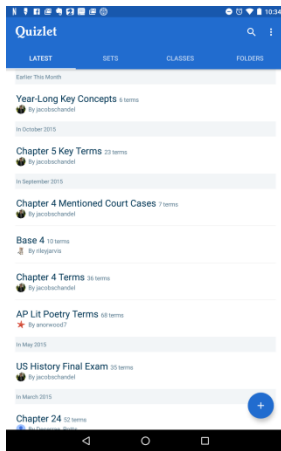 10:34
Quizlet
LATEST SETS CLASSES FOLDERS
Earlier This Month
Year-Long Key Concepts 6 terms
By jacobschandel
In October 2015
Chapter 5 Key Terms 23 terms
By jacobschandel
In September 2015
Chapter 4 Mentioned Court Cases 7 terms
By jacobschandel
Base 4 10 terms
By rileyjarvis
Chapter 4 Terms 36 terms
By jacobschandel
AP Lit Poetry Terms 68 terms
By anorwood7
In May 2015
US History Final Exam 35 terms
By jacobschandel
In March 2015
Chapter 24 52 terms
By